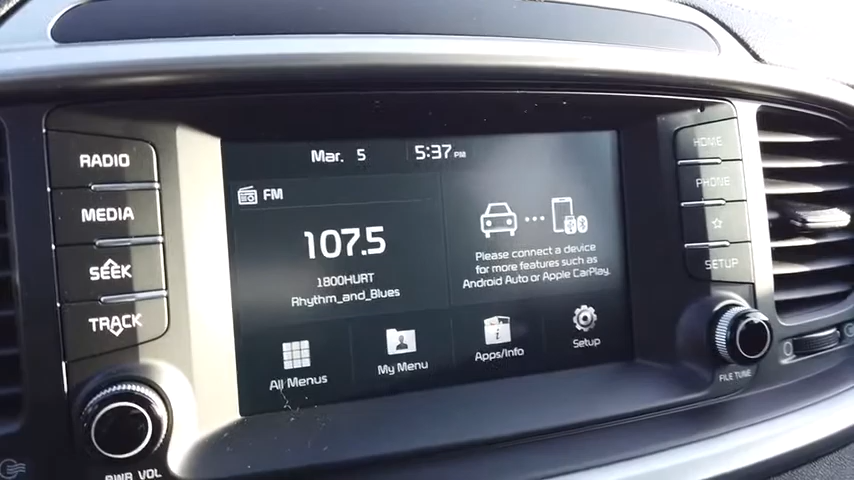 RADIO
MEDIA
SEEK
TRACK
PWR VOL
Mar. 5 5:37 PM
FM
107.5
1800HURT
Rhythm_and_Blues
Please connect a device
for more features such as
Android Auto or Apple CarPlay.
All Menus
My Menu
Apps/Info
Setup
HOME
PHONE
SETUP
FILE TUNE